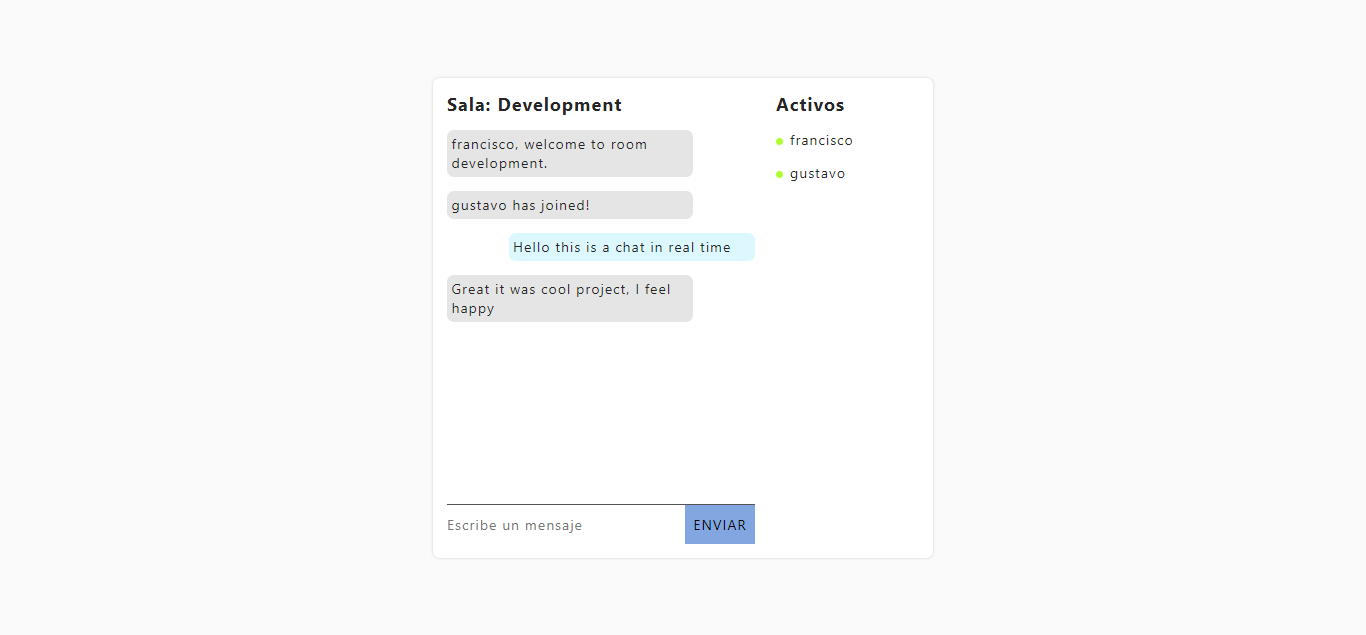 Sala: Development
francisco, welcome to room
development.
gustavo has joined!
Hello this is a chat in real time
Great it was cool project, I feel
happy
Escribe un mensaje
ENVIAR
Activos
francisco
gustavo